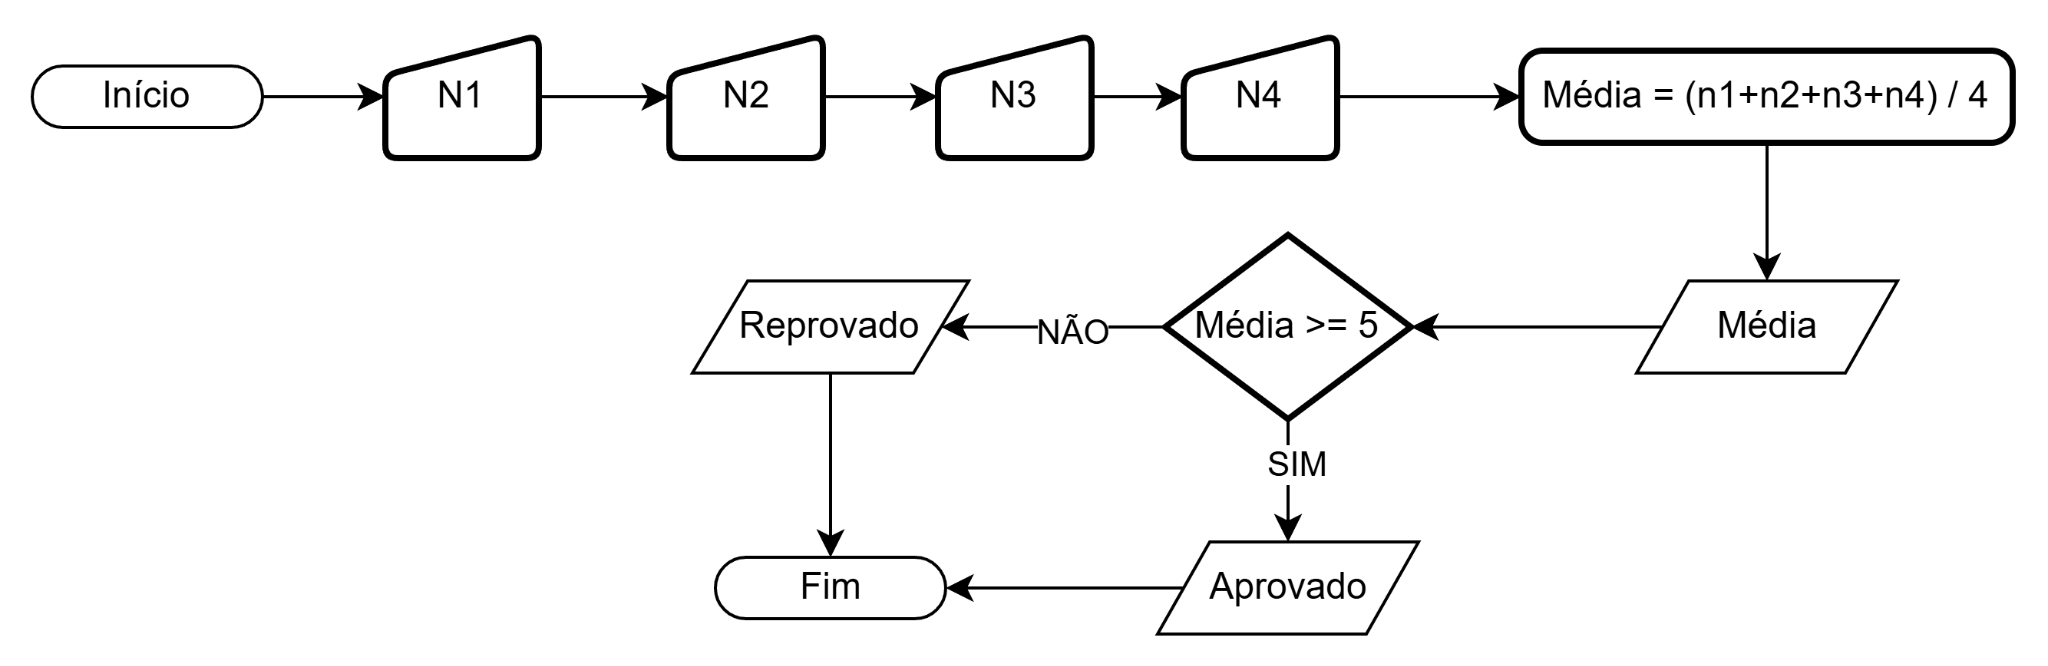 Início
N1
N2
N3
N4
Média = (n1+n2+n3+n4) / 4
Média
Média >= 5
NÃO
Reprovado
SIM
Aprovado
Fim